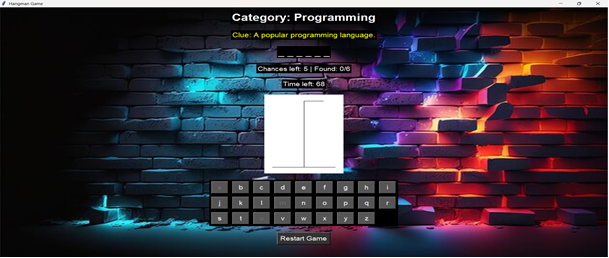 Hangman Game
Category: Programming
Clue: A popular programming language.
_ _ _ _ _ _
Chances left: 5 | Found: 0/6
Time left: 68
a b c d e f g h i
j k l m n o p q r
s t u v w x y z
Restart Game